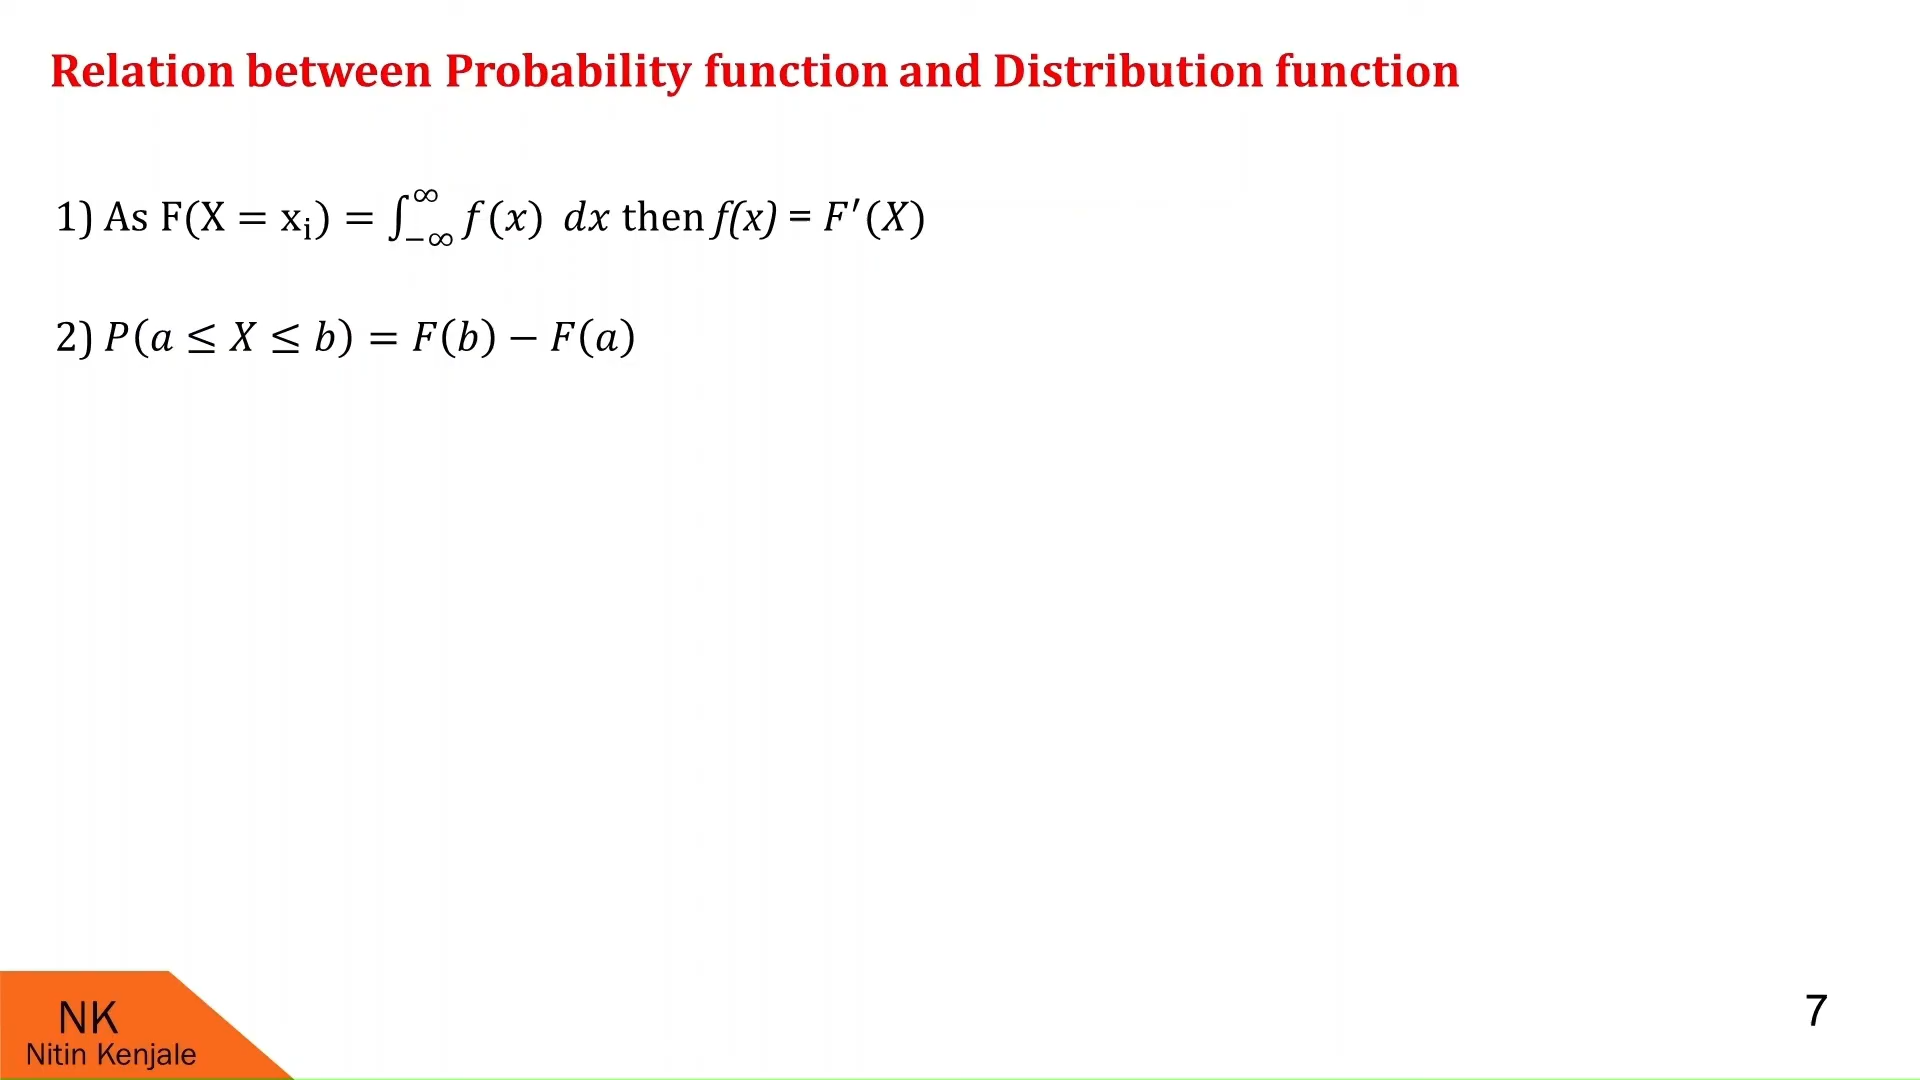 Relation between Probability function and Distribution function
1) As F(X = xᵢ) = ∫_{−∞}^{∞} f(x) dx then f(x) = F′(X)
2) P(a ≤ X ≤ b) = F(b) − F(a)
NK
Nitin Kenjale
7